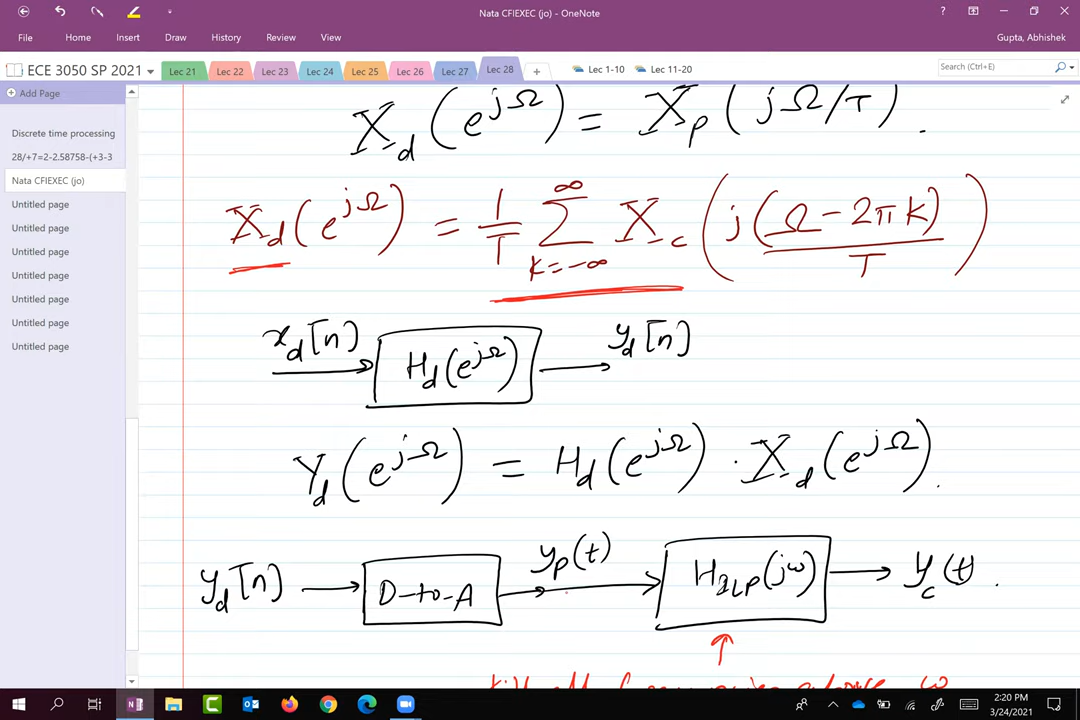 Nata CFIEXEC (jo) - OneNote
File Home Insert Draw History Review View Gupta, Abhishek
ECE 3050 SP 2021 Lec 21 Lec 22 Lec 23 Lec 24 Lec 25 Lec 26 Lec 27 Lec 28 Lec 1-10 Lec 11-20 Search (Ctrl+E)
Add Page
Discrete time processing
28/+7=2-2.58758-(+3-3
Nata CFIEXEC (jo)
Untitled page
Untitled page
Untitled page
Untitled page
Untitled page
Untitled page
Untitled page
X_d(e^{jΩ}) = X_p(jΩ/T).
X_d(e^{jΩ}) = 1/T ∑_{k=-∞}^{∞} X_c(j(Ω-2πk)/T)
x_d[n] → H_d(e^{jΩ}) → y_d[n]
Y_d(e^{jΩ}) = H_d(e^{jΩ}) · X_d(e^{jΩ}).
y_d[n] → D-to-A → y_p(t) → (jω) → y_c(t).
2:20 PM
3/24/2021